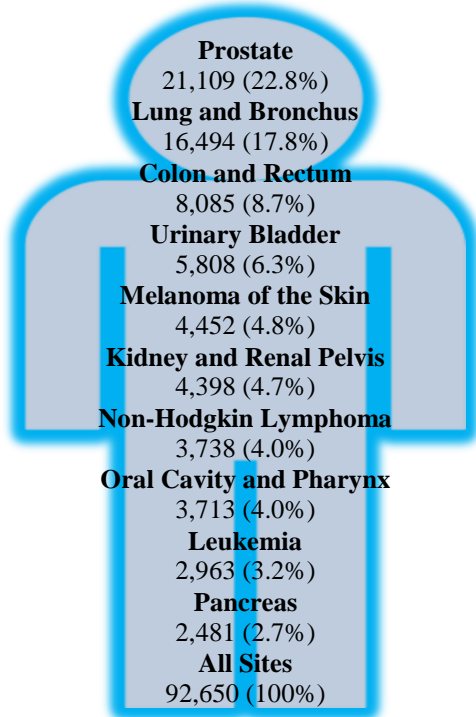 Prostate
21,109 (22.8%)
Lung and Bronchus
16,494 (17.8%)
Colon and Rectum
8,085 (8.7%)
Urinary Bladder
5,808 (6.3%)
Melanoma of the Skin
4,452 (4.8%)
Kidney and Renal Pelvis
4,398 (4.7%)
Non-Hodgkin Lymphoma
3,738 (4.0%)
Oral Cavity and Pharynx
3,713 (4.0%)
Leukemia
2,963 (3.2%)
Pancreas
2,481 (2.7%)
All Sites
92,650 (100%)